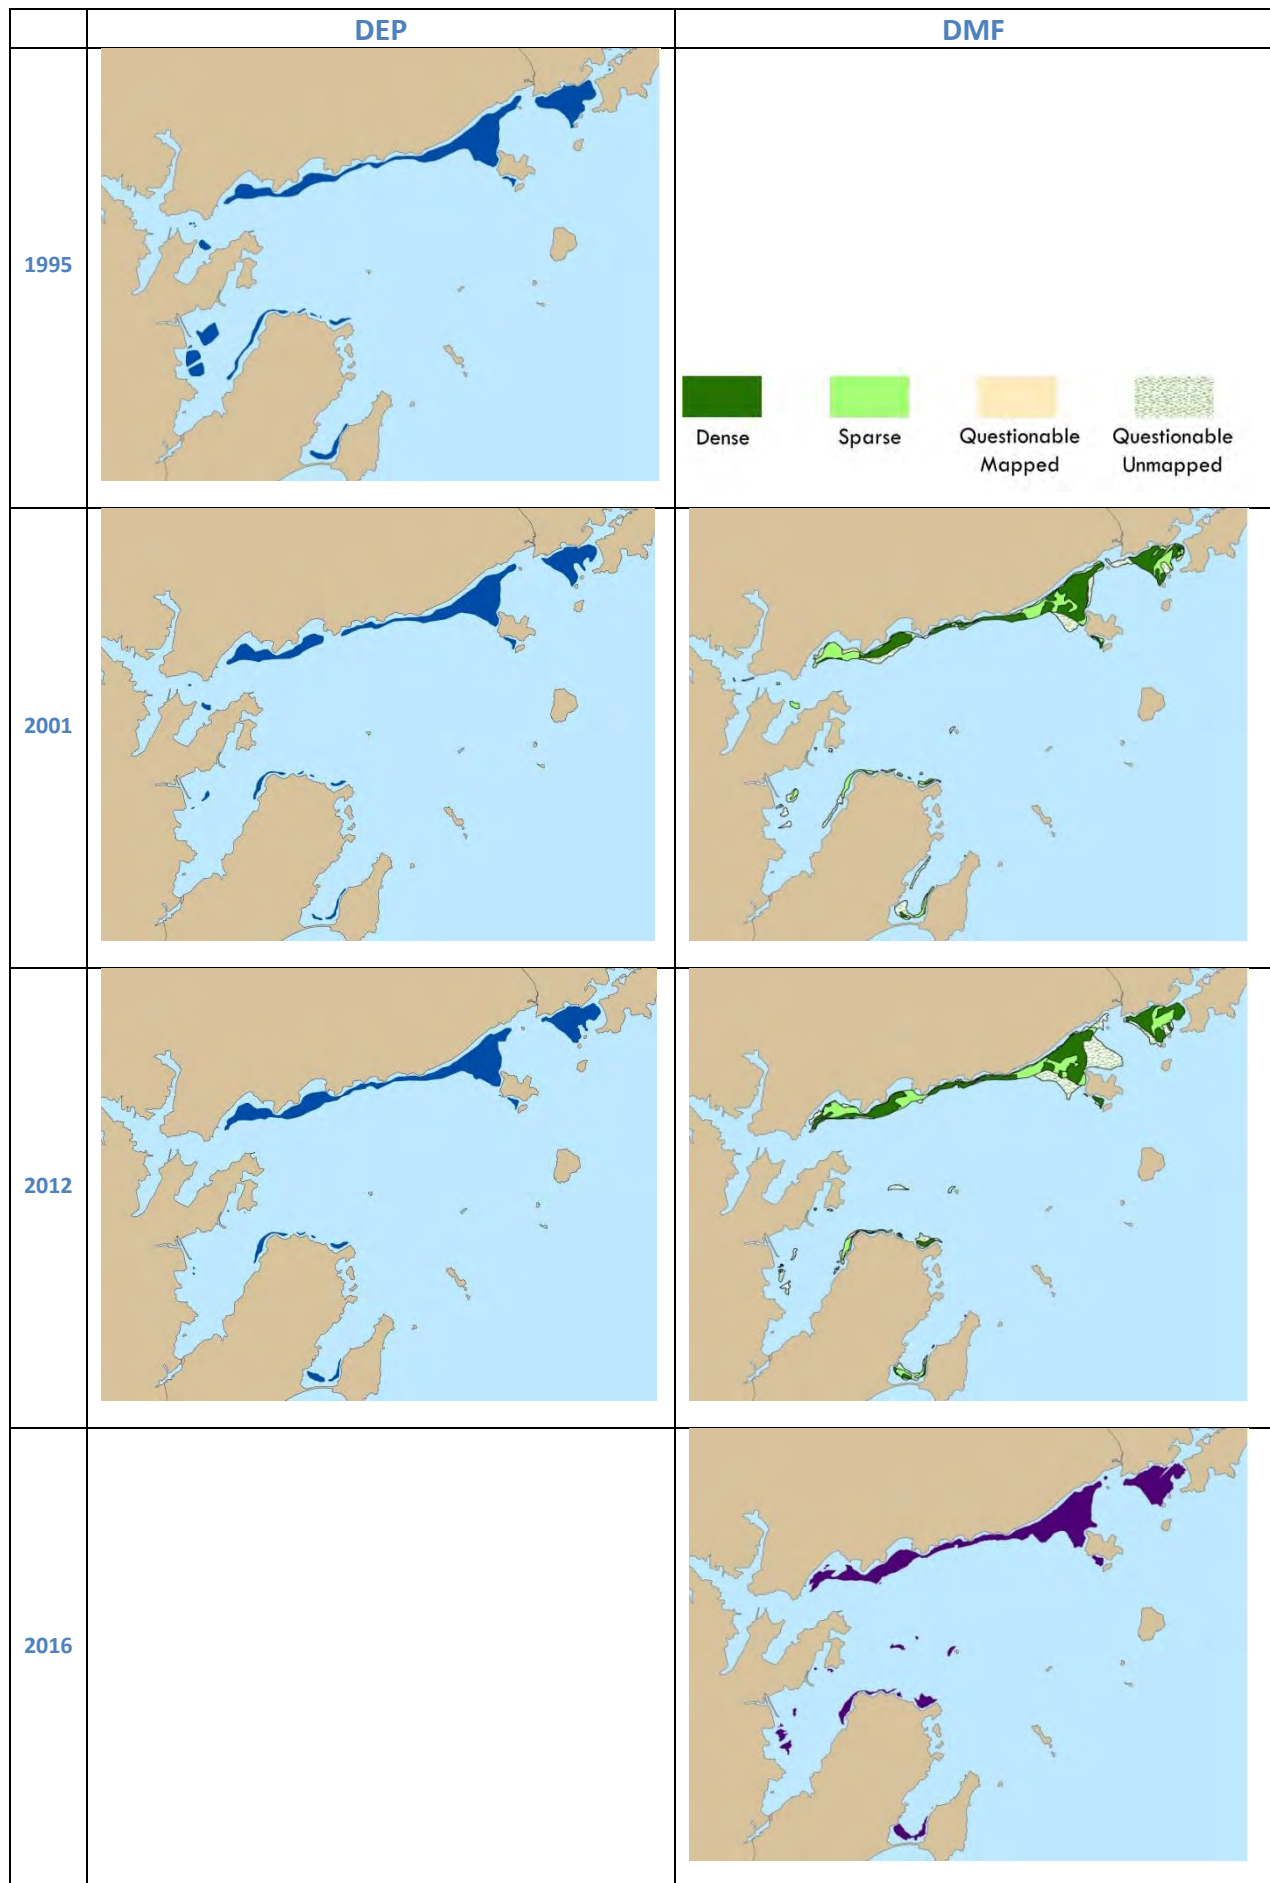 DEP
DMF
1995
Dense
Sparse
Questionable
Mapped
Questionable
Unmapped
2001
2012
2016